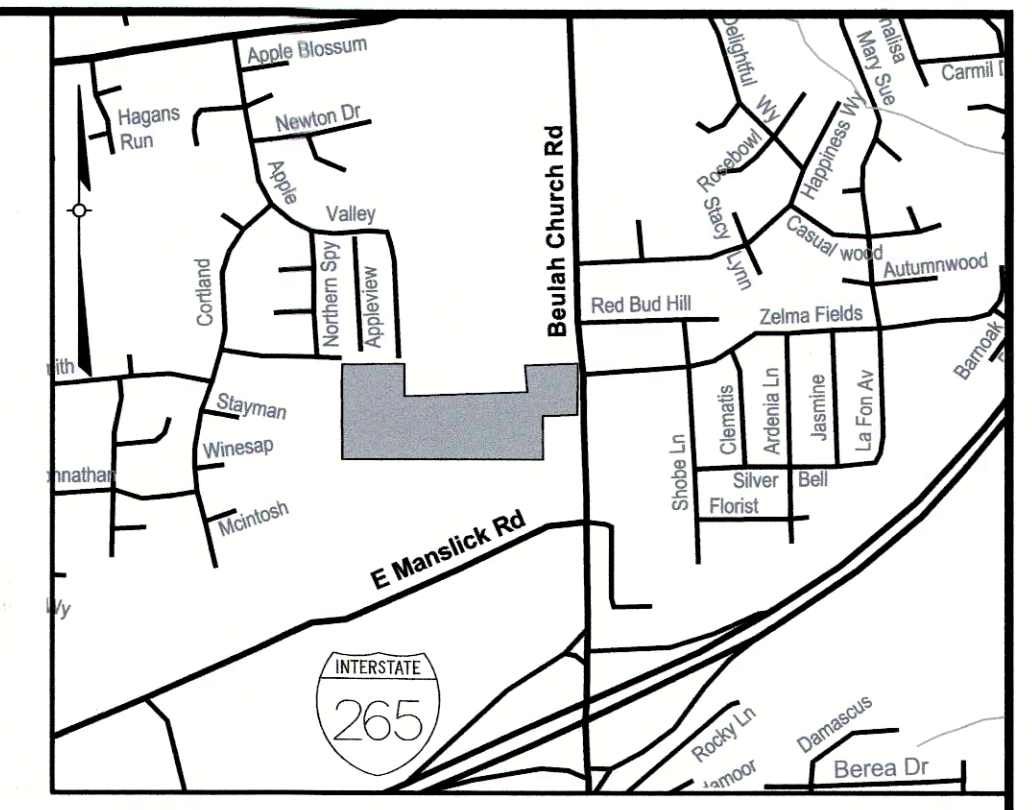 Apple Blossum
Hagans
Run
Newton Dr
Apple
Valley
Cortland
Northern Spy
Appleview
Beulah Church Rd
Delightful
Wy
Rosebowl
Happiness Wy
Mary Sue
Carmil
Stacy
Lynn
Casual wood
Autumnwood
Red Bud Hill
Zelma Fields
Barnoak
Stayman
Winesap
Mcintosh
Shobe Ln
Clematis
Ardenia Ln
Jasmine
La Fon Av
Silver Bell
Florist
E Manslick Rd
Wy
INTERSTATE
265
Rocky Ln
Damascus
Berea Dr